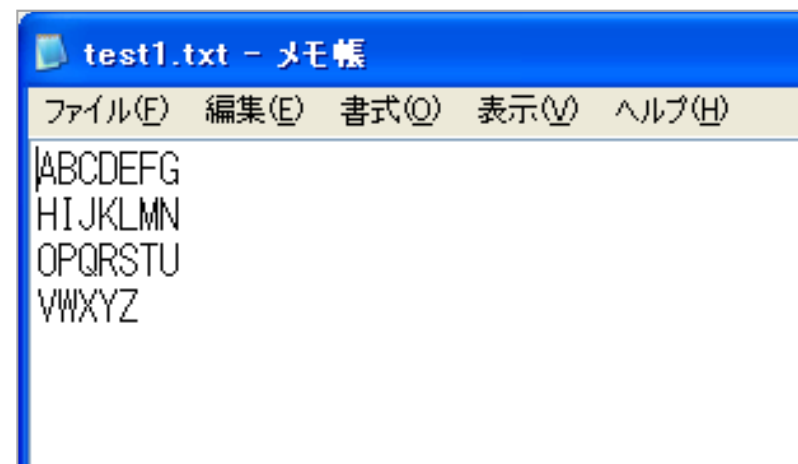 test1.txt - メモ帳
ファイル(F) 編集(E) 書式(O) 表示(V) ヘルプ(H)
ABCDEFG
HIJKLMN
OPQRSTU
VWXYZ